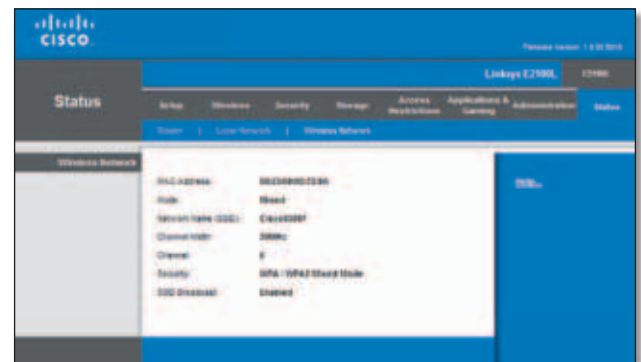 CISCO
Linksys E2100L
Status
Setup
Wireless
Security
Storage
Access Restrictions
Applications & Gaming
Administration
Status
Router | Local Network | Wireless Network
Wireless Network
MAC Address:
Mode: Mixed
Network Name (SSID):
Channel Width:
Channel: 6
Security: WPA / WPA2 Mixed Mode
SSID Broadcast: Enabled
Help...